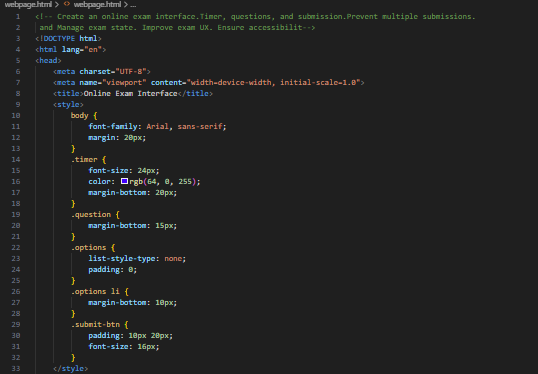 webpage.html > webpage.html > ...
1 <!-- Create an online exam interface.Timer, questions, and submission.Prevent multiple submissions.
2 and Manage exam state. Improve exam UX. Ensure accessibilit-->
3 <!DOCTYPE html>
4 <html lang="en">
5 <head>
6 <meta charset="UTF-8">
7 <meta name="viewport" content="width=device-width, initial-scale=1.0">
8 <title>Online Exam Interface</title>
9 <style>
10 body {
11 font-family: Arial, sans-serif;
12 margin: 20px;
13 }
14 .timer {
15 font-size: 24px;
16 color: rgb(64, 0, 255);
17 margin-bottom: 20px;
18 }
19 .question {
20 margin-bottom: 15px;
21 }
22 .options {
23 list-style-type: none;
24 padding: 0;
25 }
26 .options li {
27 margin-bottom: 10px;
28 }
29 .submit-btn {
30 padding: 10px 20px;
31 font-size: 16px;
32 }
33 </style>